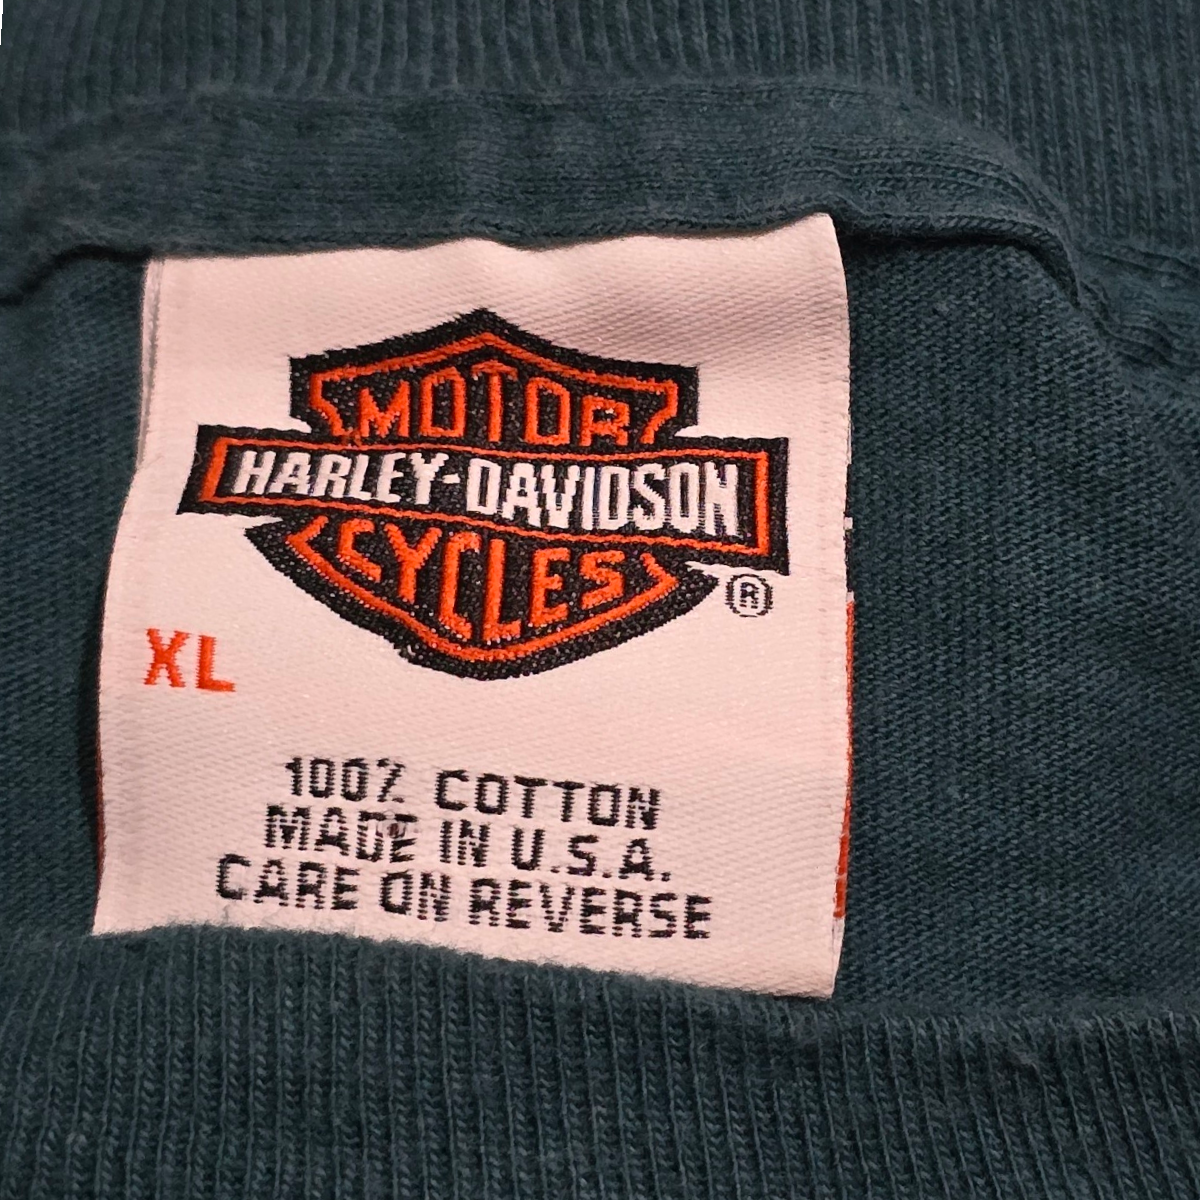 MOTOR
HARLEY-DAVIDSON
CYCLES
®
XL
100% COTTON
MADE IN U.S.A.
CARE ON REVERSE